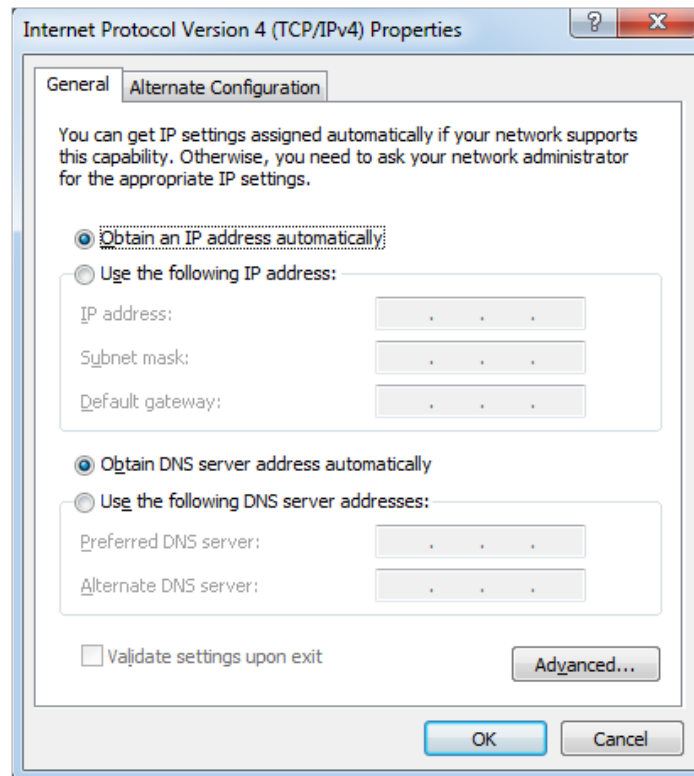 Internet Protocol Version 4 (TCP/IPv4) Properties
?
X
General
Alternate Configuration
You can get IP settings assigned automatically if your network supports
this capability. Otherwise, you need to ask your network administrator
for the appropriate IP settings.
Obtain an IP address automatically
Use the following IP address:
IP address: . . .
Subnet mask: . . .
Default gateway: . . .
Obtain DNS server address automatically
Use the following DNS server addresses:
Preferred DNS server: . . .
Alternate DNS server: . . .
Validate settings upon exit
Advanced...
OK
Cancel